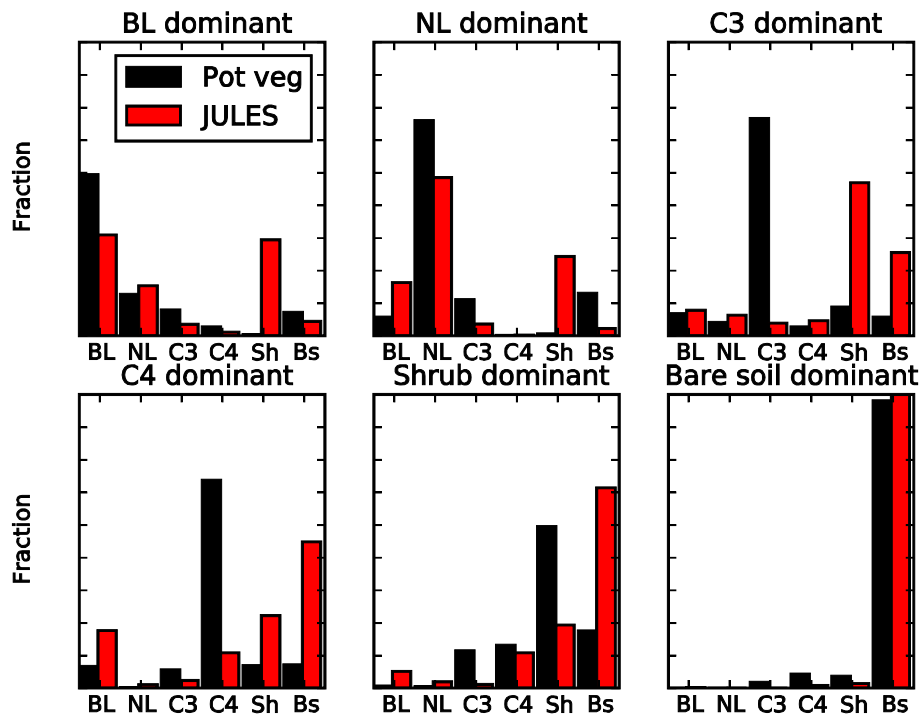 BL dominant NL dominant C3 dominant
Pot veg
JULES
Fraction
BL NL C3 C4 Sh Bs BL NL C3 C4 Sh Bs BL NL C3 C4 Sh Bs
C4 dominant Shrub dominant Bare soil dominant
Fraction
BL NL C3 C4 Sh Bs BL NL C3 C4 Sh Bs BL NL C3 C4 Sh Bs